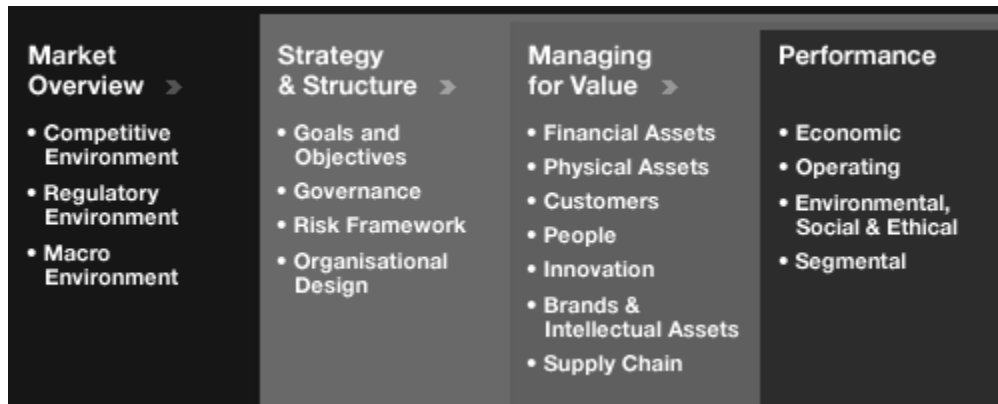 Market
Overview »
• Competitive
Environment
• Regulatory
Environment
• Macro
Environment
Strategy
& Structure »
• Goals and
Objectives
• Governance
• Risk Framework
• Organisational
Design
Managing
for Value »
• Financial Assets
• Physical Assets
• Customers
• People
• Innovation
• Brands &
Intellectual Assets
• Supply Chain
Performance
• Economic
• Operating
• Environmental,
Social & Ethical
• Segmental